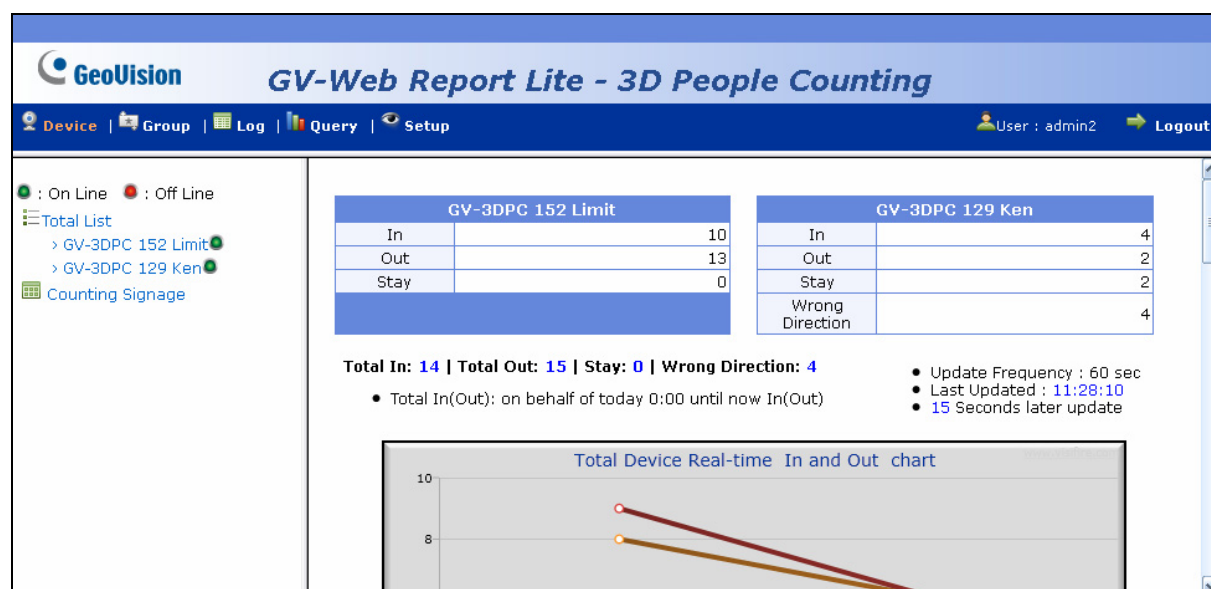 GeoVision
GV-Web Report Lite - 3D People Counting
Device | Group | Log | Query | Setup
User : admin2 Logout
: On Line : Off Line
Total List
> GV-3DPC 152 Limit
> GV-3DPC 129 Ken
Counting Signage
GV-3DPC 152 Limit
In 10
Out 13
Stay 0
GV-3DPC 129 Ken
In 4
Out 2
Stay 2
Wrong Direction 4
Total In: 14 | Total Out: 15 | Stay: 0 | Wrong Direction: 4
• Total In(Out): on behalf of today 0:00 until now In(Out)
• Update Frequency : 60 sec
• Last Updated : 11:28:10
• 15 Seconds later update
Total Device Real-time In and Out chart
10
8